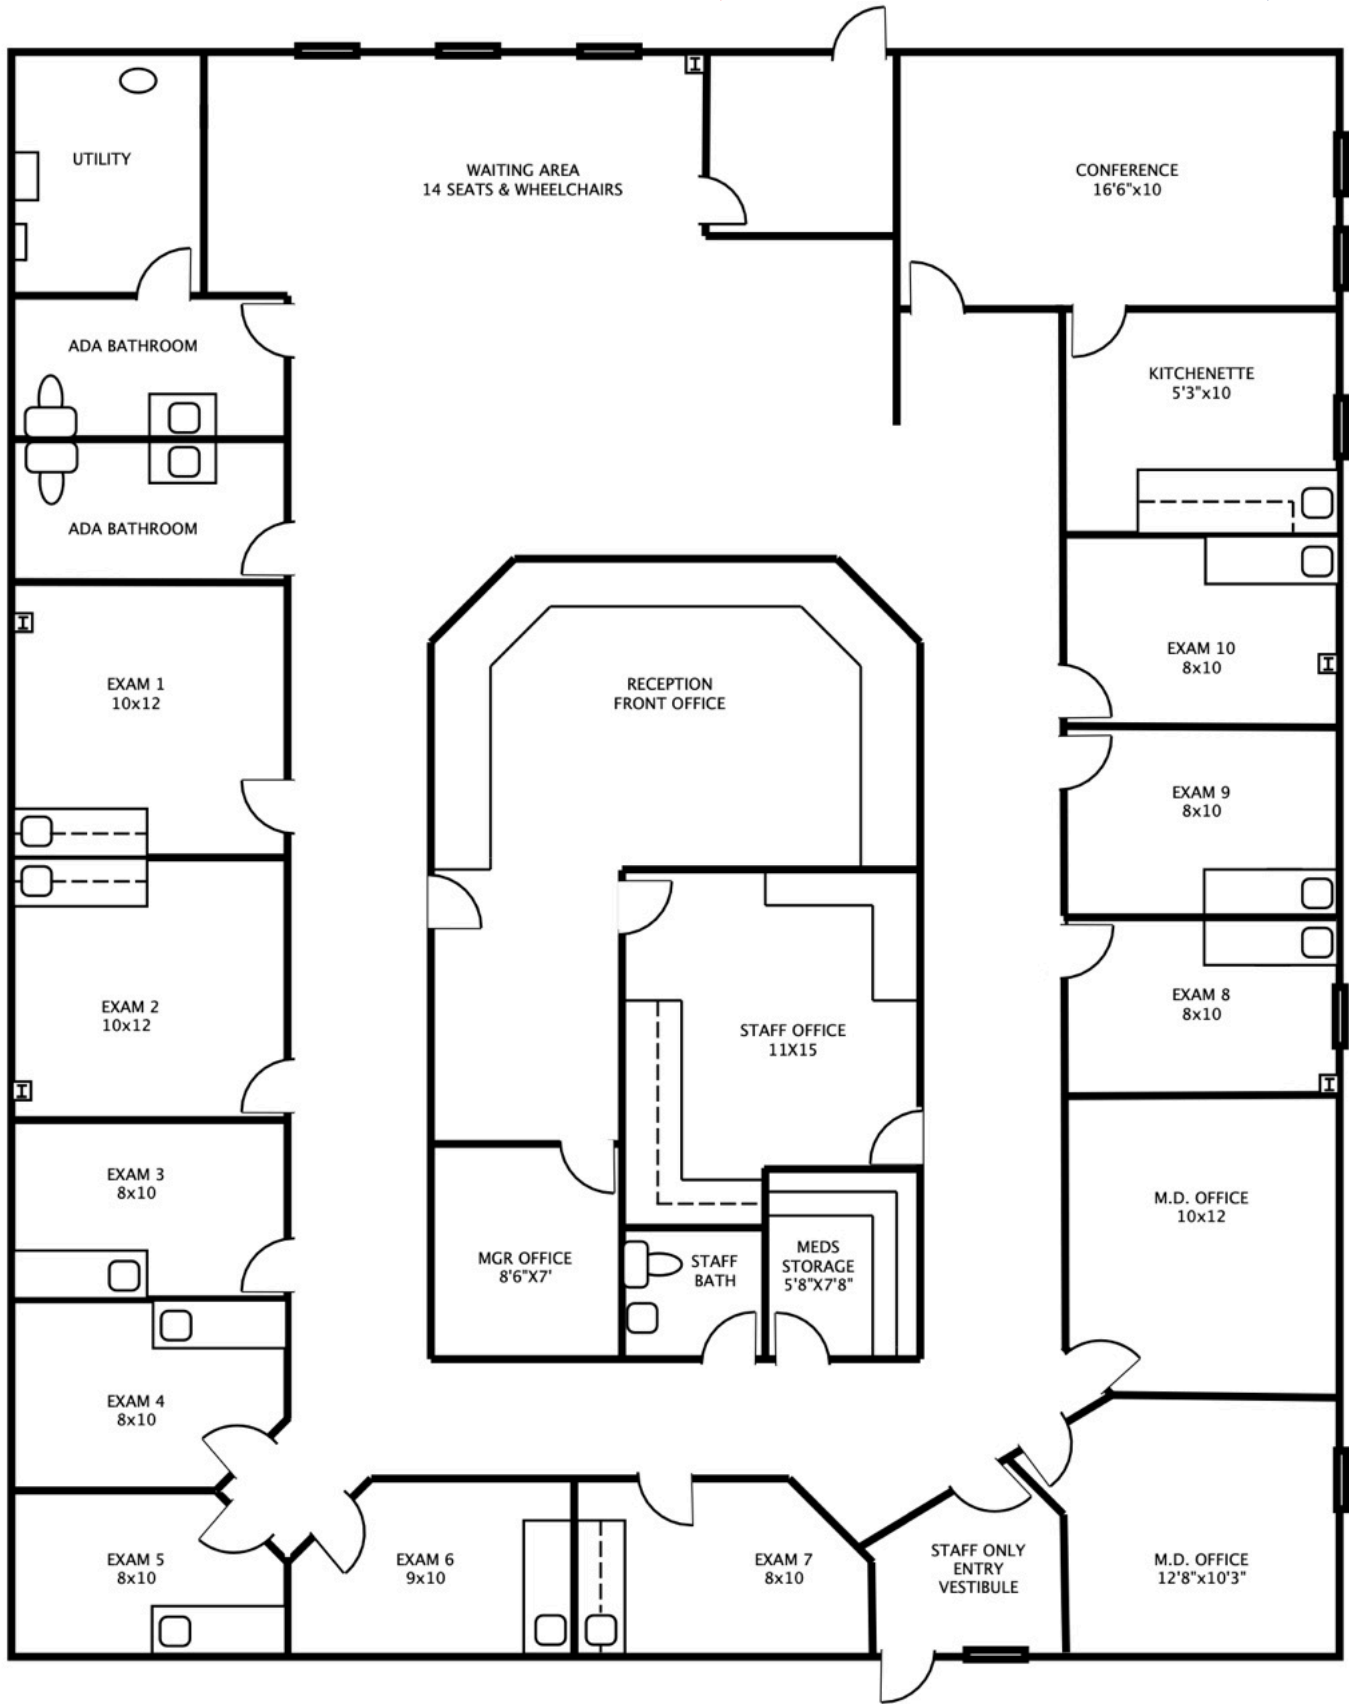 UTILITY
WAITING AREA
14 SEATS & WHEELCHAIRS
CONFERENCE
16'6"x10
ADA BATHROOM
KITCHENETTE
5'3"x10
ADA BATHROOM
EXAM 1
10x12
RECEPTION
FRONT OFFICE
EXAM 10
8x10
EXAM 9
8x10
EXAM 2
10x12
STAFF OFFICE
11X15
EXAM 8
8x10
EXAM 3
8x10
MGR OFFICE
8'6"X7'
STAFF
BATH
MEDS
STORAGE
5'8"X7'8"
M.D. OFFICE
10x12
EXAM 4
8x10
EXAM 5
8x10
EXAM 6
9x10
EXAM 7
8x10
STAFF ONLY
ENTRY
VESTIBULE
M.D. OFFICE
12'8"x10'3"